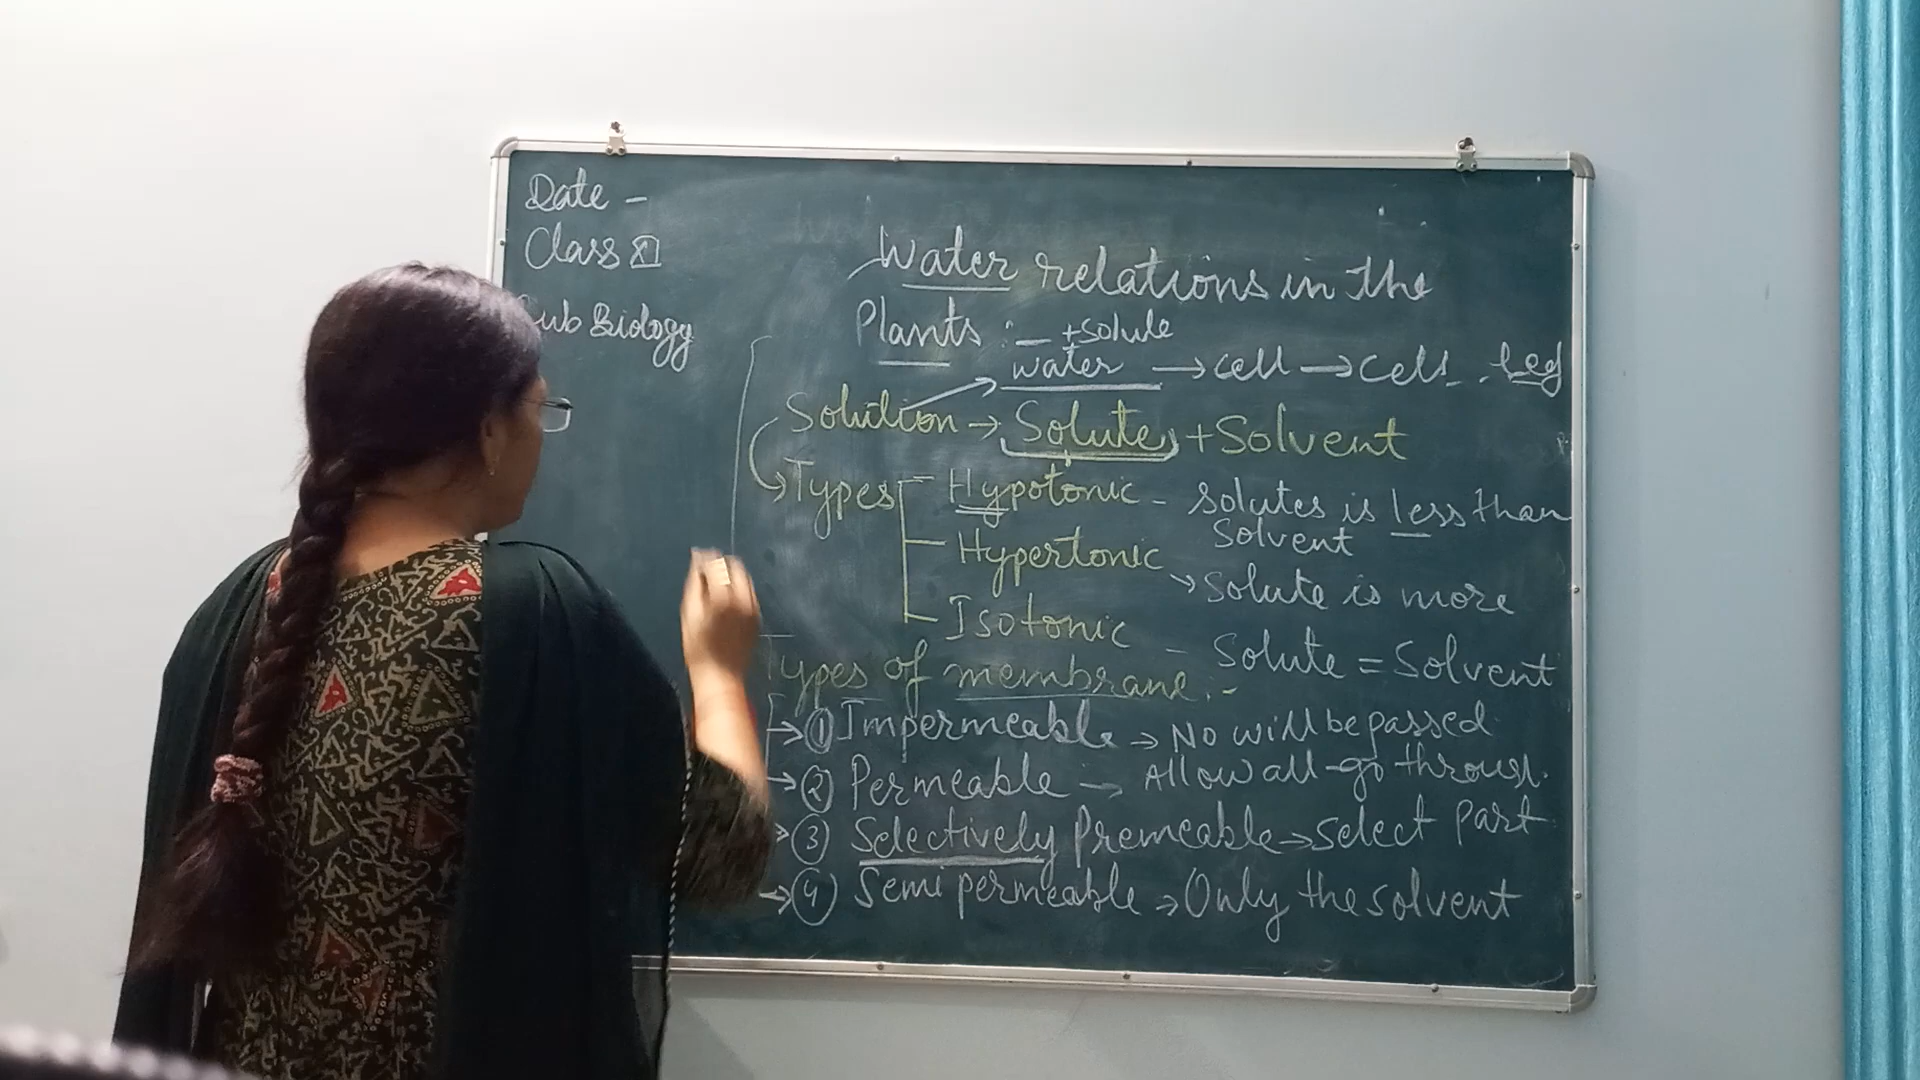 Date -
Class XI
Sub Biology
Water relations in the
Plants :- +solute
water → cell → cell
Solution → Solute + Solvent
Types - Hypotonic - solutes is less than
Solvent
Hypertonic
→ Solute is more
Isotonic - Solute = Solvent
Types of membrane :-
→ ① Impermeable → No will be passed
→ ② Permeable → Allow all go through
→ ③ Selectively Premeable → select part
→ ④ Semi permeable → Only the solvent